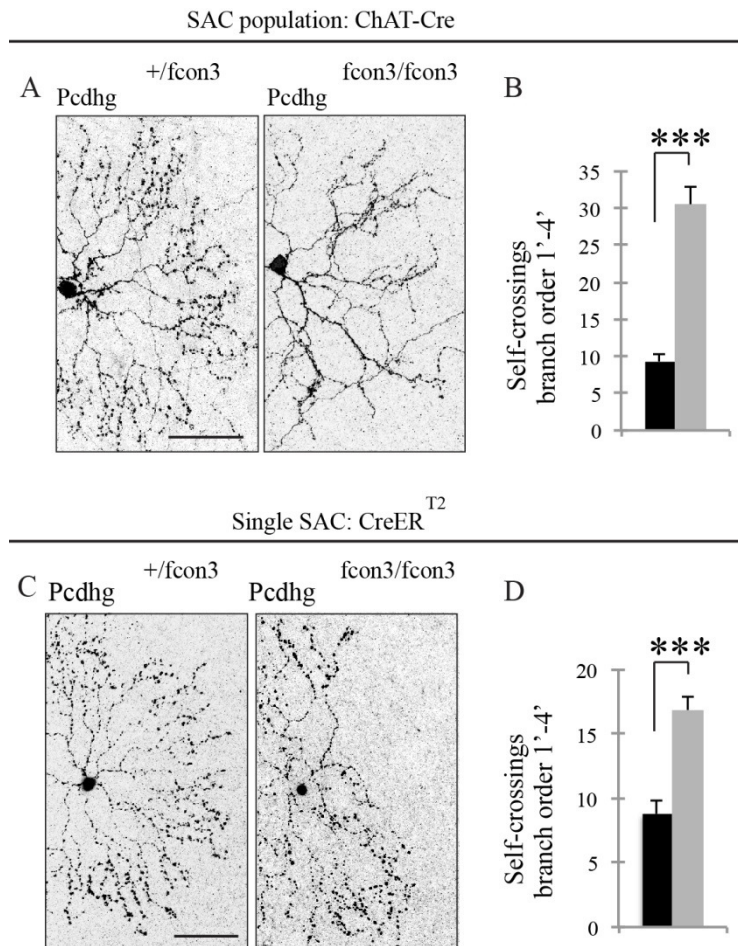 SAC population: ChAT-Cre
A
Pcdhg +/fcon3
Pcdhg fcon3/fcon3
B
***
Self-crossings
branch order 1'-4'
35
30
25
20
15
10
5
0
Single SAC: CreER T2
C
Pcdhg +/fcon3
Pcdhg fcon3/fcon3
D
***
Self-crossings
branch order 1'-4'
20
15
10
5
0